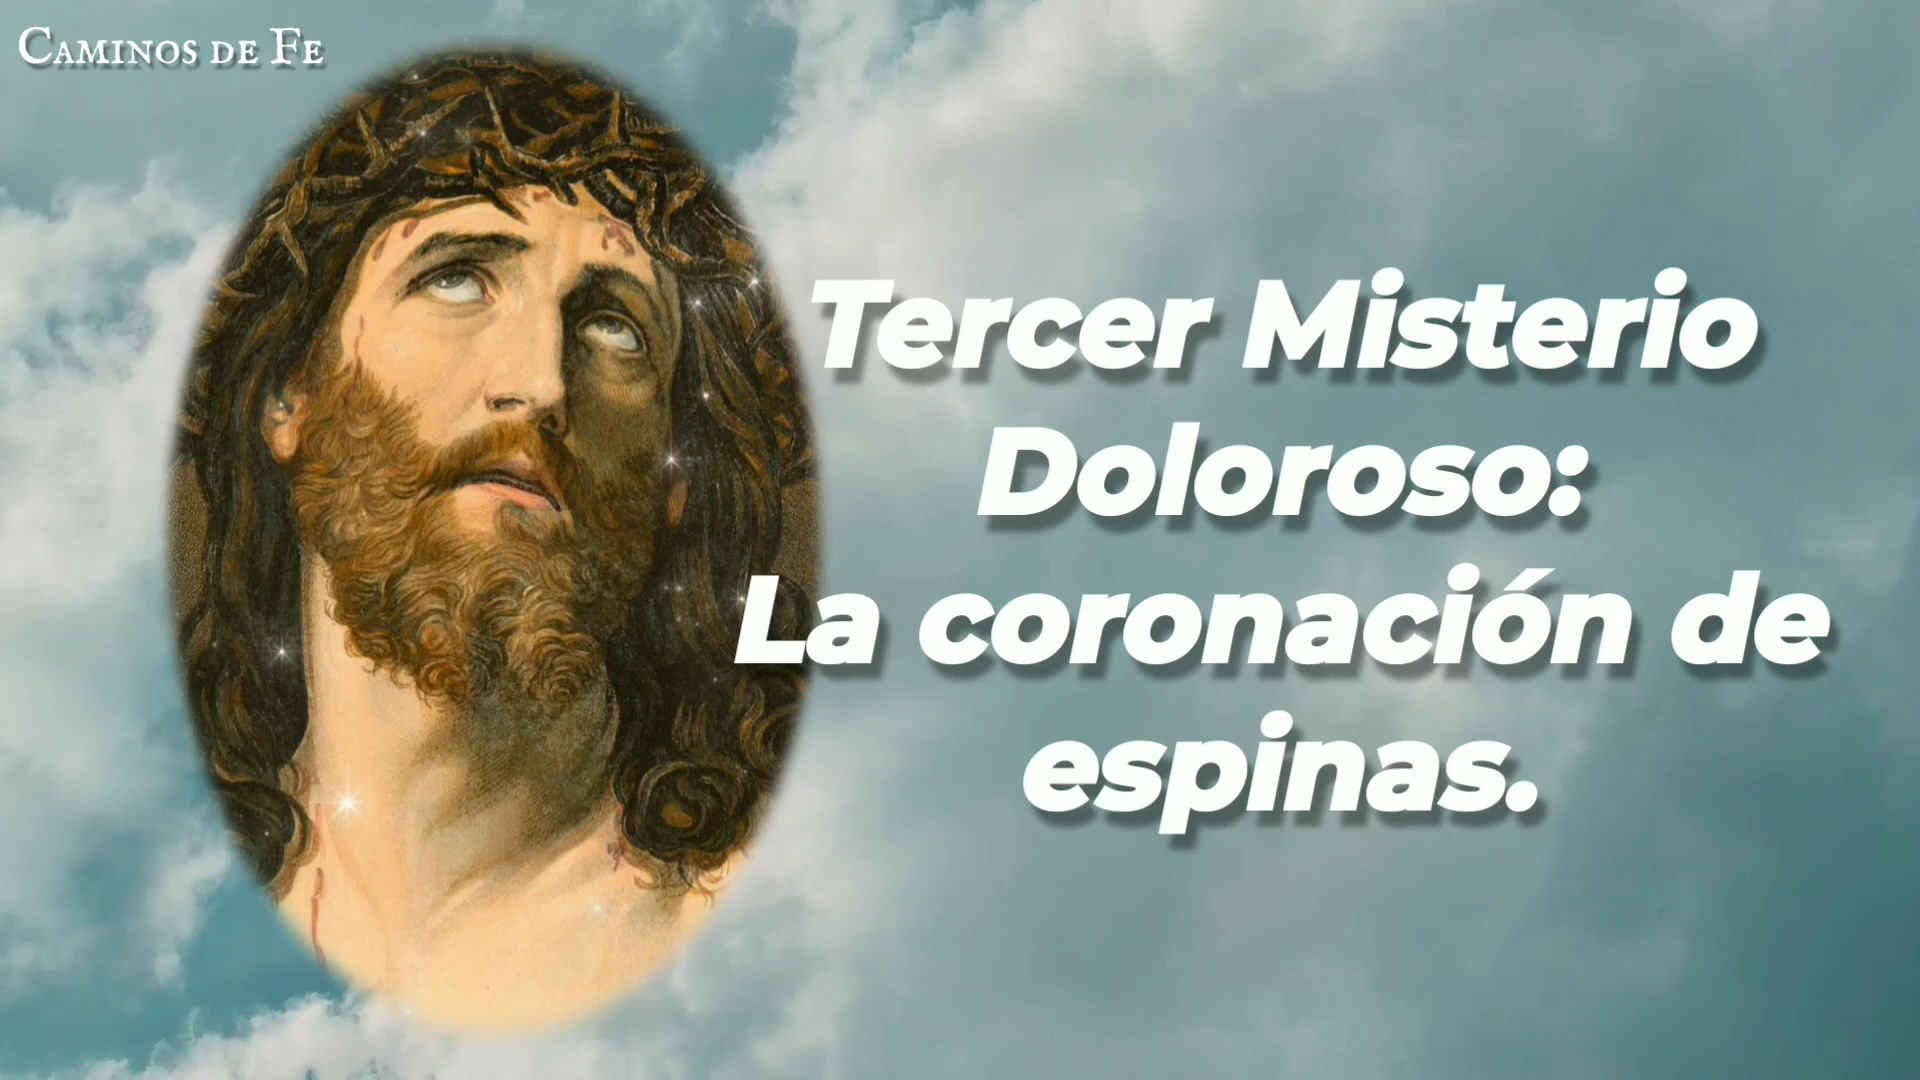 Caminos de Fe
Tercer Misterio
Doloroso:
La coronación de
espinas.